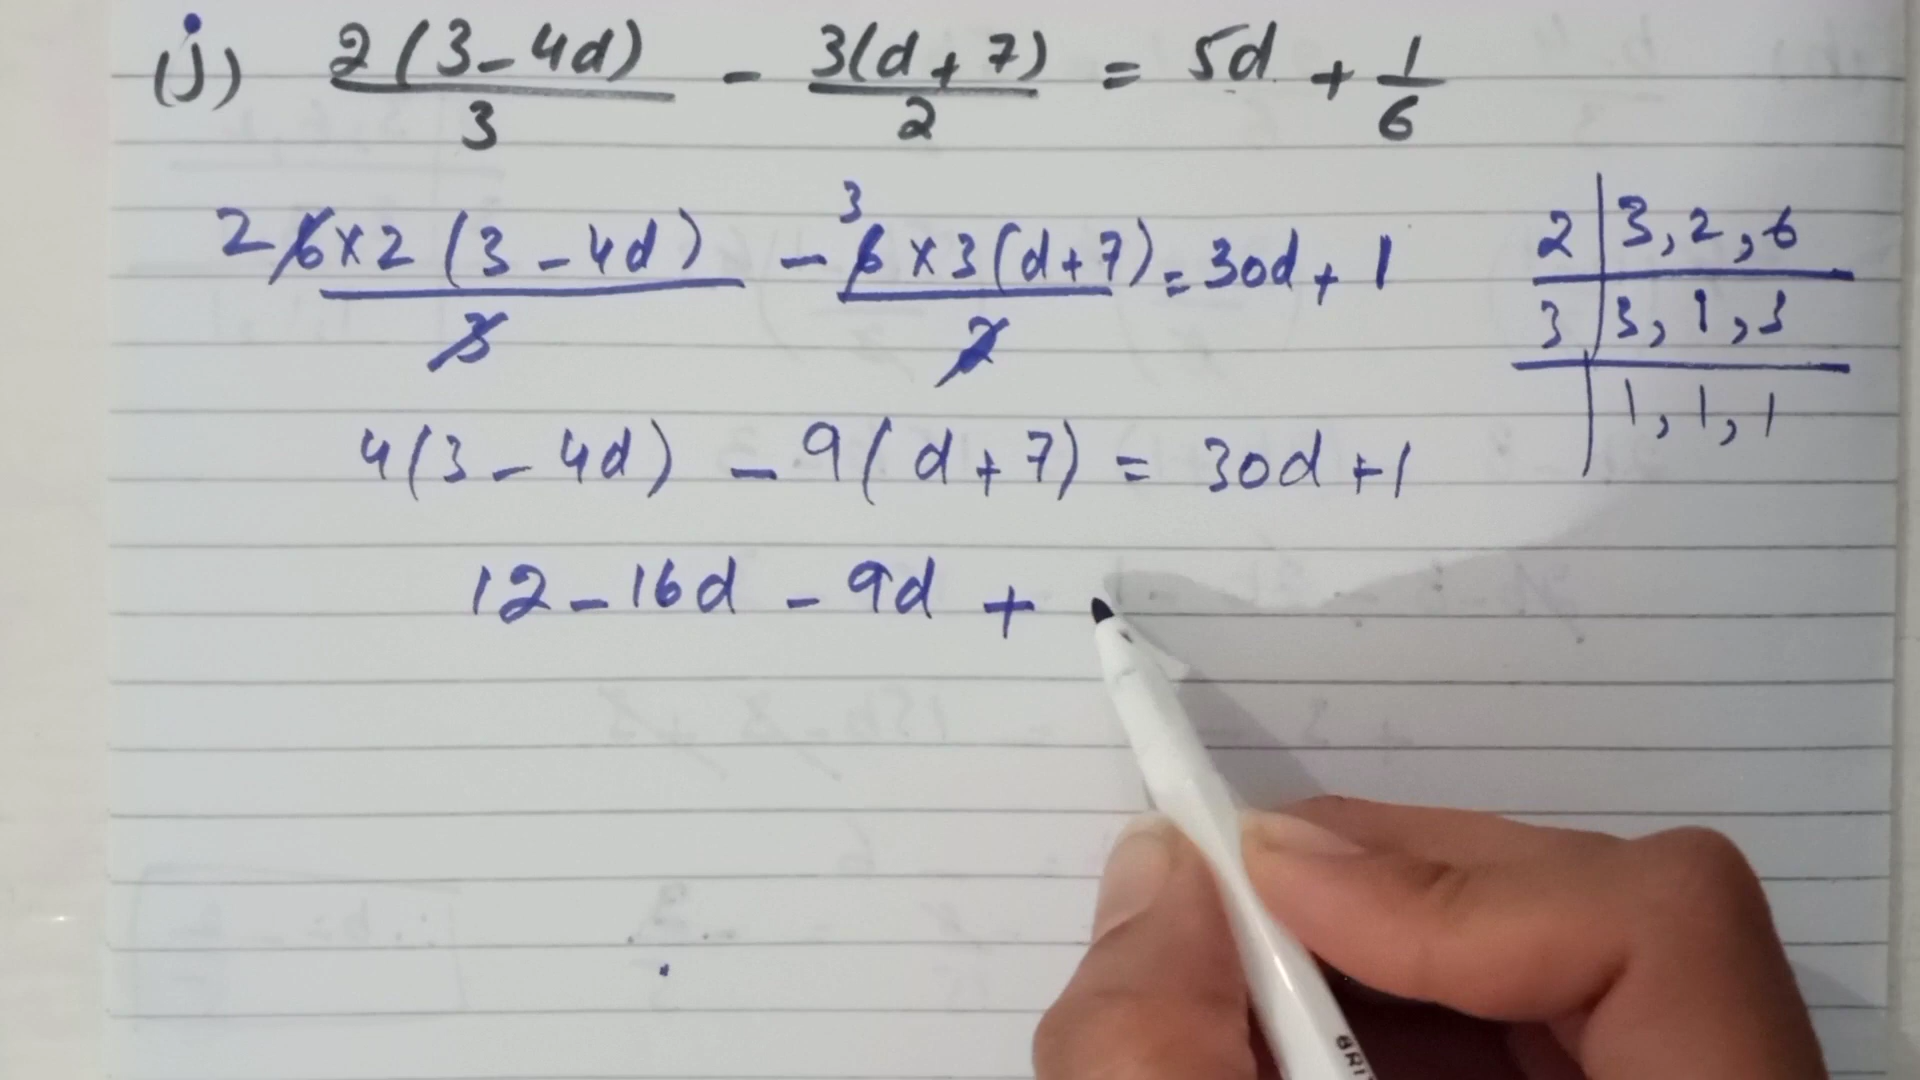 (j) 2(3-4d)/3 - 3(d+7)/2 = 5d + 1/6
2 6×2(3-4d)/3 - 3 6×3(d+7)/2 = 30d + 1
2 | 3, 2, 6
3 | 3, 1, 3
| 1, 1, 1
4(3-4d) - 9(d+7) = 30d+1
12-16d - 9d +
BRI